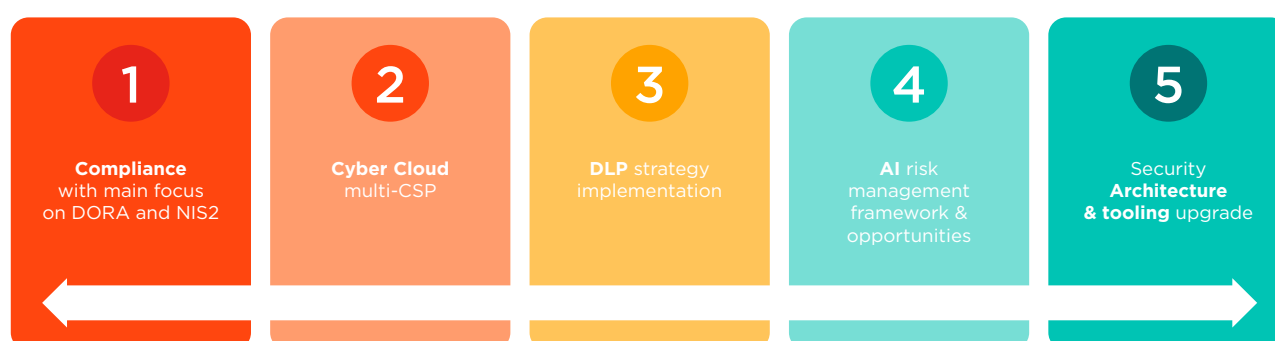 1
Compliance
with main focus
on DORA and NIS2
2
Cyber Cloud
multi-CSP
3
DLP strategy
implementation
4
AI risk
management
framework &
opportunities
5
Security
Architecture
& tooling upgrade